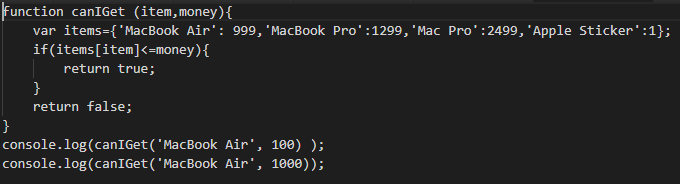 function canIGet (item,money){
    var items={'MacBook Air': 999,'MacBook Pro':1299,'Mac Pro':2499,'Apple Sticker':1};
    if(items[item]<=money){
        return true;
    }
    return false;
}
console.log(canIGet('MacBook Air', 100) );
console.log(canIGet('MacBook Air', 1000));